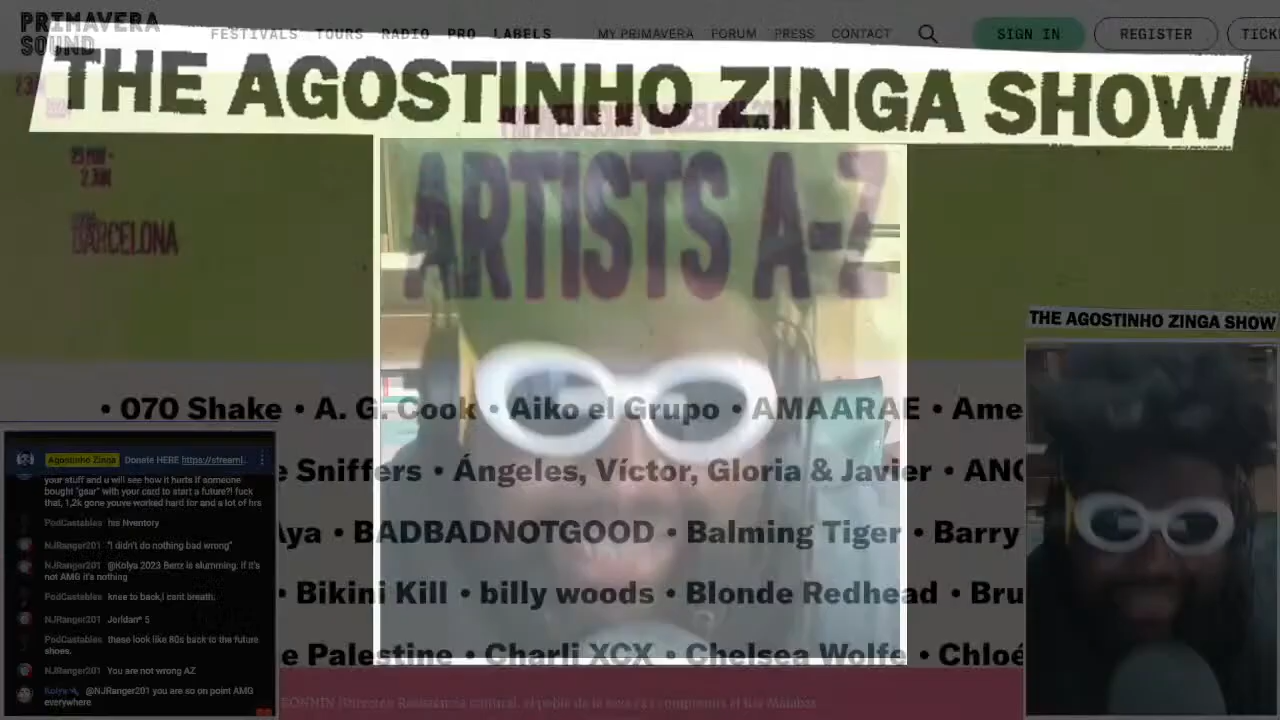 PRIMAVERA
SOUND
FESTIVALS TOURS RADIO PRO LABELS MY PRIMAVERA FORUM PRESS CONTACT SIGN IN REGISTER
THE AGOSTINHO ZINGA SHOW
2.JUN
BARCELONA
ARTISTS A-Z
THE AGOSTINHO ZINGA SHOW
• 070 Shake • A. G. Cook • Aiko el Grupo • AMAARAE • Ame
Sniffers • Ángeles, Víctor, Gloria & Javier •
Aya • BADBADNOTGOOD • Balming Tiger • Barry
• Bikini Kill • billy woods • Blonde Redhead • Bru
e Palestine • Charli XCX • Chelsea Wolfe • Chloé
Agostinho Zinga Donate HERE https://streaml..
your stuff and u will see how it hurts if someone
bought "gear" with your card to start a future?! fuck
that, 1,2k gone youve worked hard for and a lot of hrs
PodCastables his Nventory
NJRanger201 "I didn't do nothing bad wrong"
NJRanger201 @Kolya 2023 Benz is slumming. if it's
not AMG it's nothing
PodCastables knee to back,i cant breath.
NJRanger201 Jordan* 5
PodCastables these look like 80s back to the future
shoes.
NJRanger201 You are not wrong AZ
@NJRanger201 you are so on point AMG
everywhere